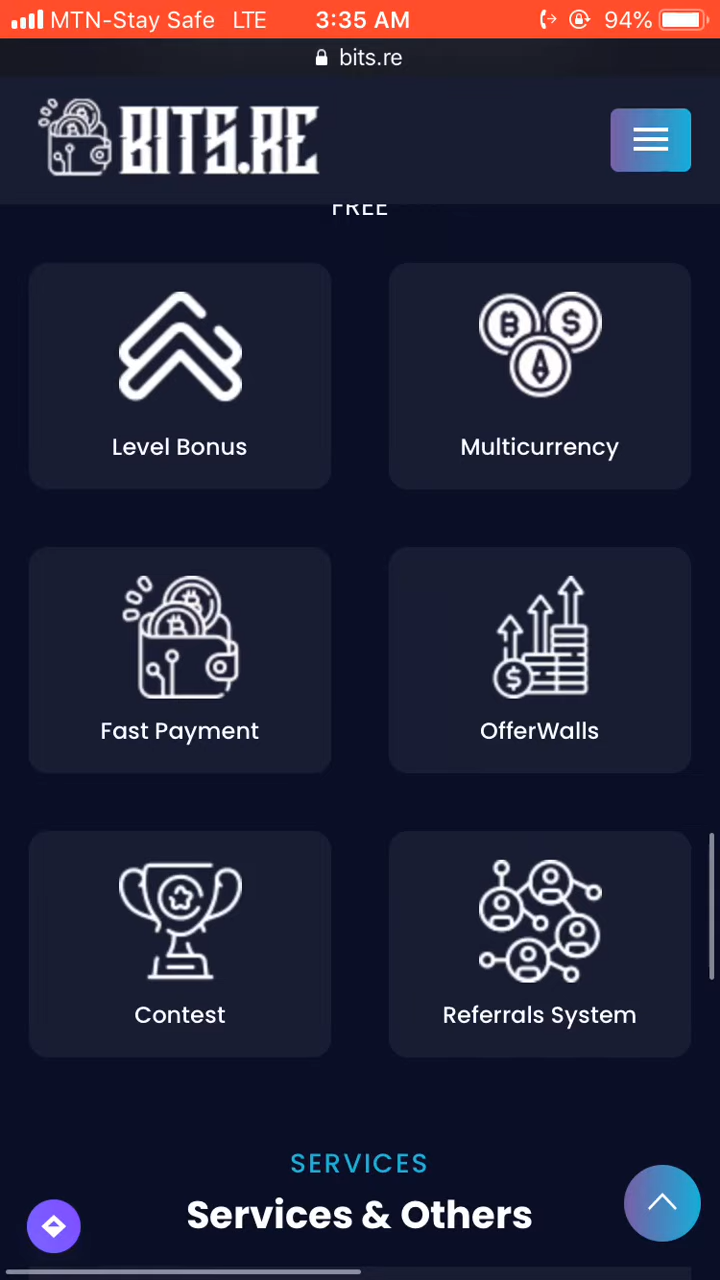 MTN-Stay Safe LTE 3:35 AM 94%
bits.re
BITS.RE
FREE
Level Bonus
Multicurrency
Fast Payment
OfferWalls
Contest
Referrals System
SERVICES
Services & Others